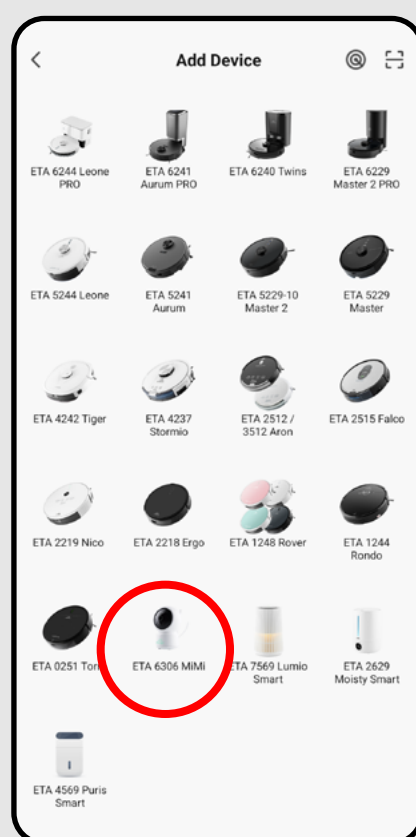 Add Device
ETA 6244 Leone
PRO
ETA 6241
Aurum PRO
ETA 6240 Twins
ETA 6229
Master 2 PRO
ETA 5244 Leone
ETA 5241
Aurum
ETA 5229-10
Master 2
ETA 5229
Master
ETA 4242 Tiger
ETA 4237
Stormio
ETA 2512 /
3512 Aron
ETA 2515 Falco
ETA 2219 Nico
ETA 2218 Ergo
ETA 1248 Rover
ETA 1244
Rondo
ETA 0251
ETA 6306 MiMi
ETA 7569 Lumio
Smart
ETA 2629
Moisty Smart
ETA 4569 Puris
Smart